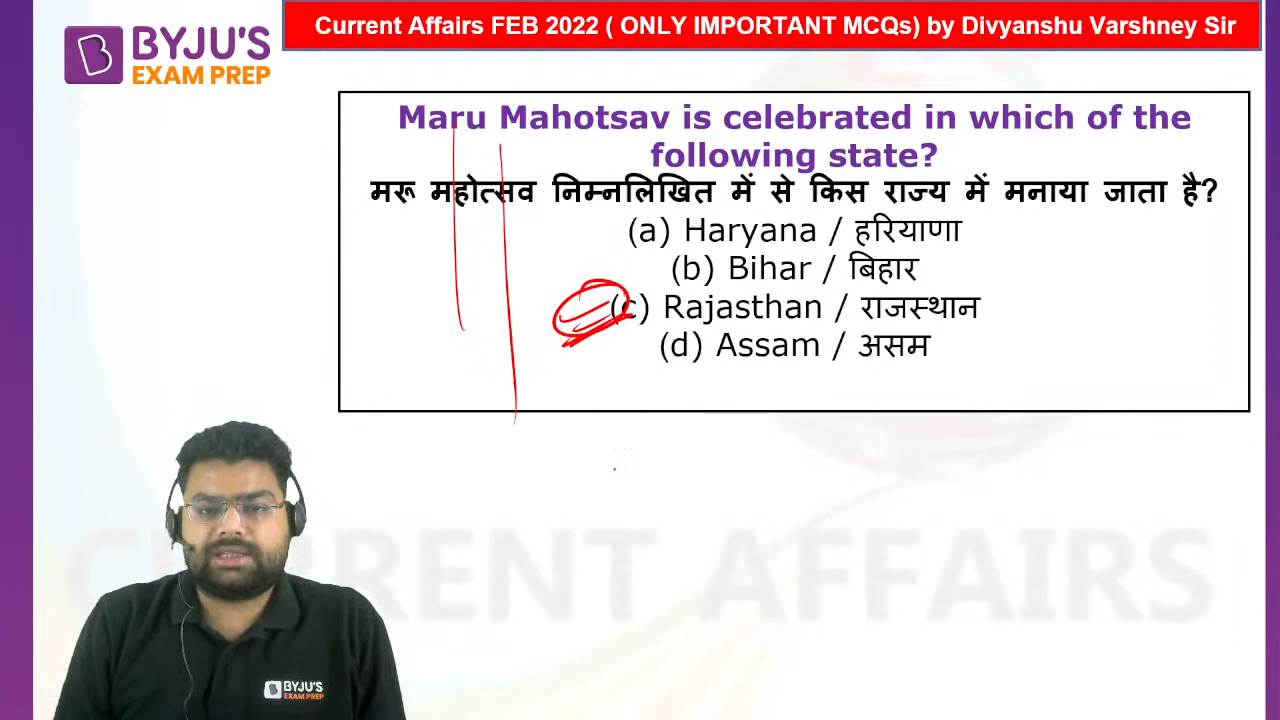 BYJU'S
EXAM PREP
Current Affairs FEB 2022 ( ONLY IMPORTANT MCQs) by Divyanshu Varshney Sir
Maru Mahotsav is celebrated in which of the
following state?
मरू महोत्सव निम्नलिखित में से किस राज्य में मनाया जाता है?
(a) Haryana / हरियाणा
(b) Bihar / बिहार
(c) Rajasthan / राजस्थान
(d) Assam / असम
CURRENT AFFAIRS
BYJU'S
EXAM PREP